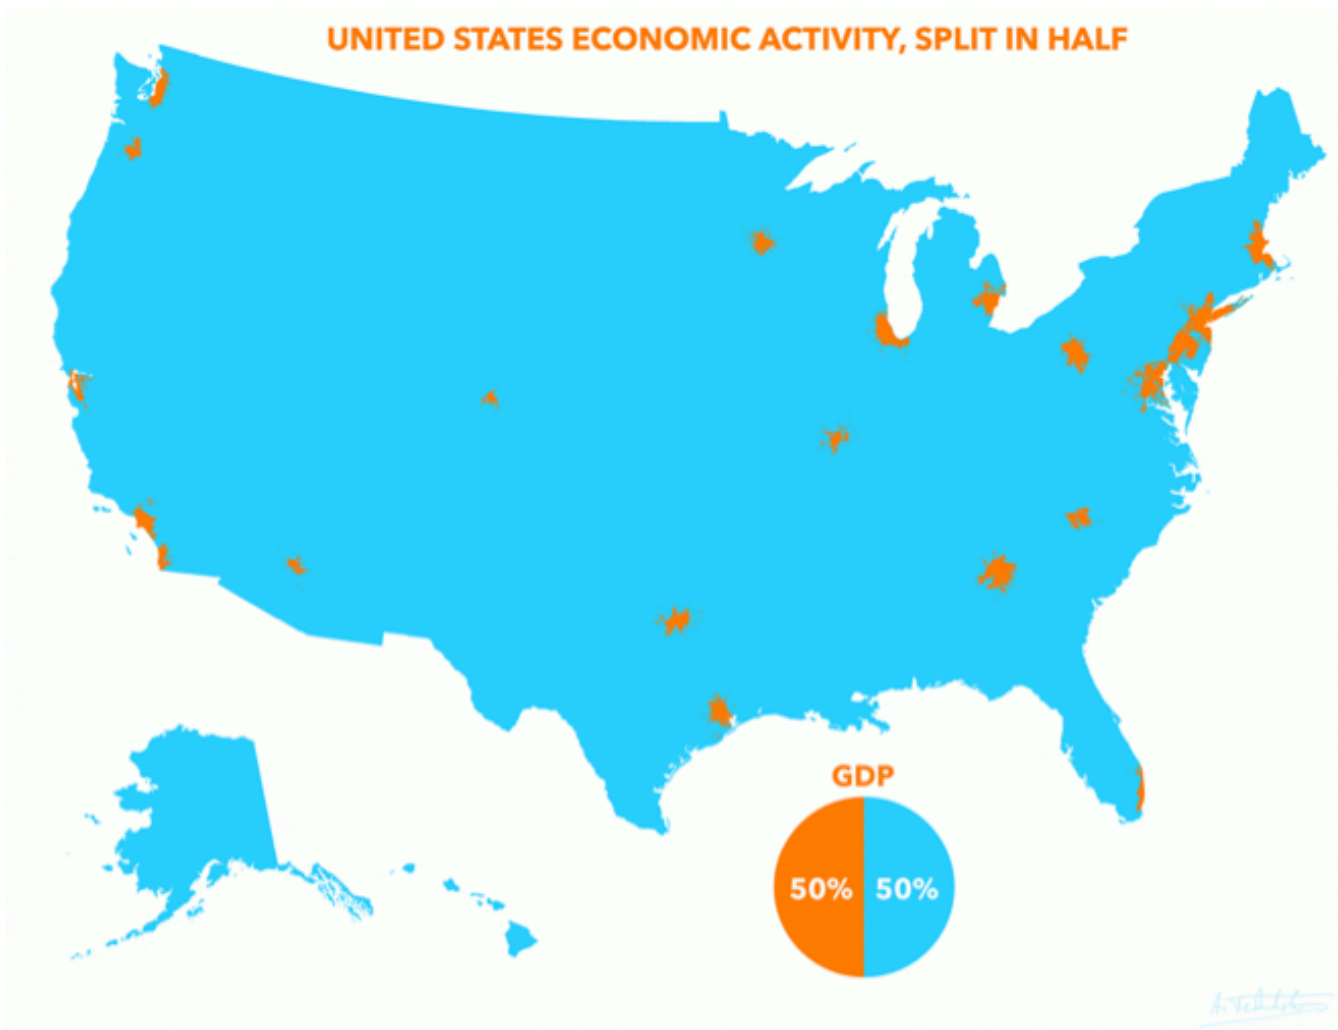 UNITED STATES ECONOMIC ACTIVITY, SPLIT IN HALF
GDP
50% 50%